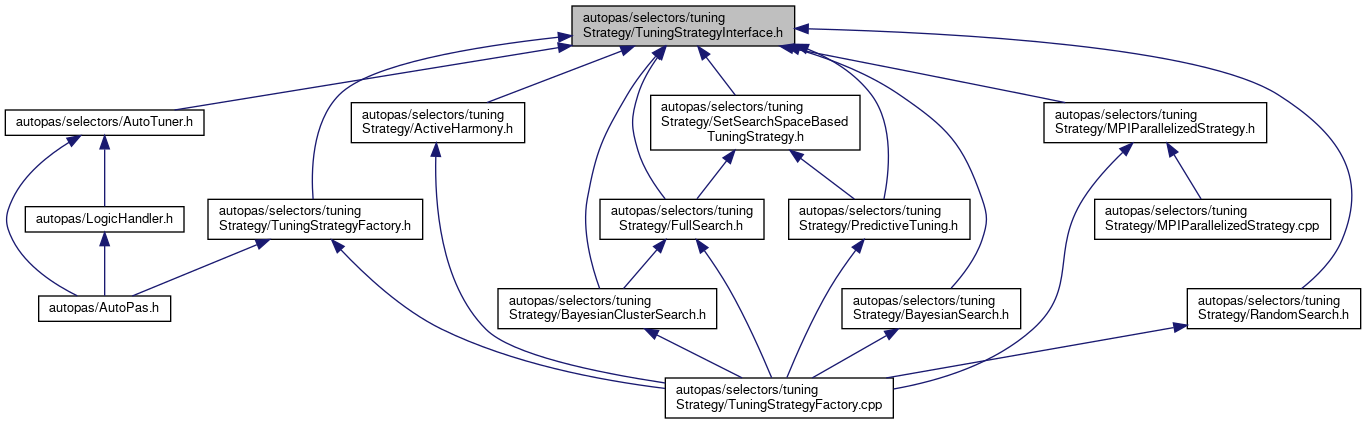 autopas/selectors/tuning
Strategy/TuningStrategyInterface.h
autopas/selectors/AutoTuner.h
autopas/selectors/tuning
Strategy/ActiveHarmony.h
autopas/selectors/tuning
Strategy/SetSearchSpaceBased
TuningStrategy.h
autopas/selectors/tuning
Strategy/MPIParallelizedStrategy.h
autopas/LogicHandler.h
autopas/selectors/tuning
Strategy/TuningStrategyFactory.h
autopas/selectors/tuning
Strategy/FullSearch.h
autopas/selectors/tuning
Strategy/PredictiveTuning.h
autopas/selectors/tuning
Strategy/MPIParallelizedStrategy.cpp
autopas/AutoPas.h
autopas/selectors/tuning
Strategy/BayesianClusterSearch.h
autopas/selectors/tuning
Strategy/BayesianSearch.h
autopas/selectors/tuning
Strategy/RandomSearch.h
autopas/selectors/tuning
Strategy/TuningStrategyFactory.cpp